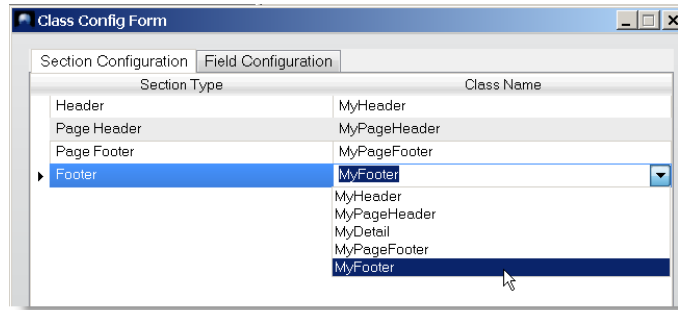 Class Config Form
Section Configuration Field Configuration
Section Type Class Name
Header MyHeader
Page Header MyPageHeader
Page Footer MyPageFooter
Footer MyFooter
MyHeader
MyPageHeader
MyDetail
MyPageFooter
MyFooter